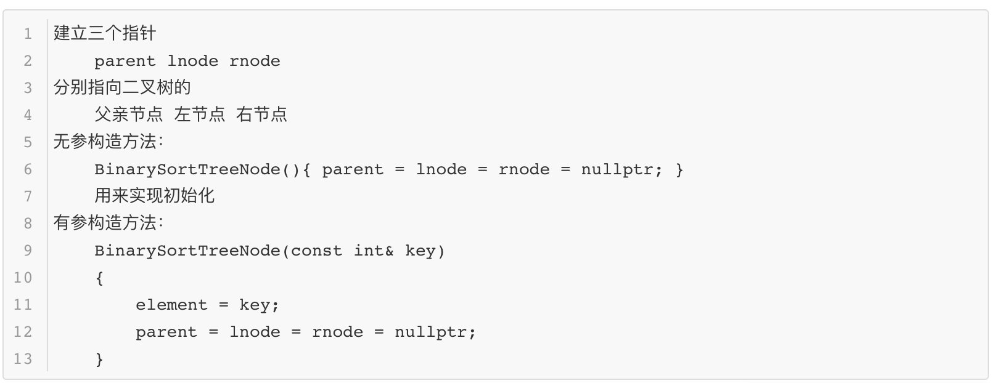 1 建立三个指针
2     parent lnode rnode
3 分别指向二叉树的
4     父亲节点 左节点 右节点
5 无参构造方法：
6     BinarySortTreeNode(){ parent = lnode = rnode = nullptr; }
7     用来实现初始化
8 有参构造方法：
9     BinarySortTreeNode(const int& key)
10     {
11         element = key;
12         parent = lnode = rnode = nullptr;
13     }